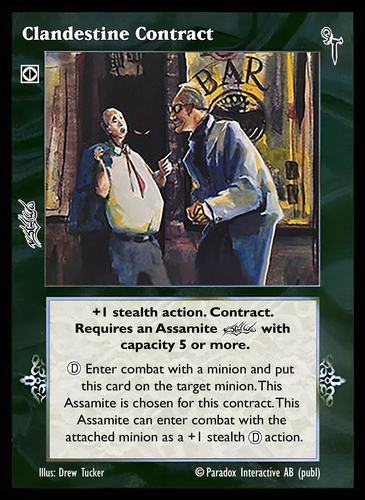 Clandestine Contract
BAR
+1 stealth action. Contract.
Requires an Assamite with
capacity 5 or more.
Ⓓ Enter combat with a minion and put
this card on the target minion. This
Assamite is chosen for this contract. This
Assamite can enter combat with the
attached minion as a +1 stealth Ⓓ action.
Illus: Drew Tucker
© Paradox Interactive AB (publ)